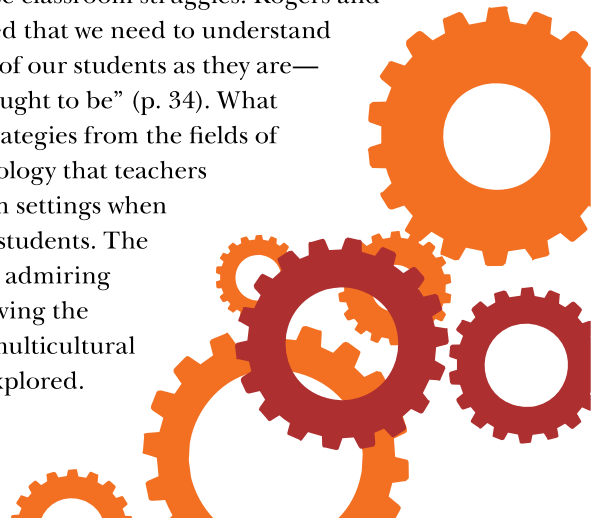 classroom struggles. Rogers and
ed that we need to understand
of our students as they are—
ught to be” (p. 34). What
ategies from the fields of
ology that teachers
settings when
students. The
admiring
ving the
multicultural
xplored.